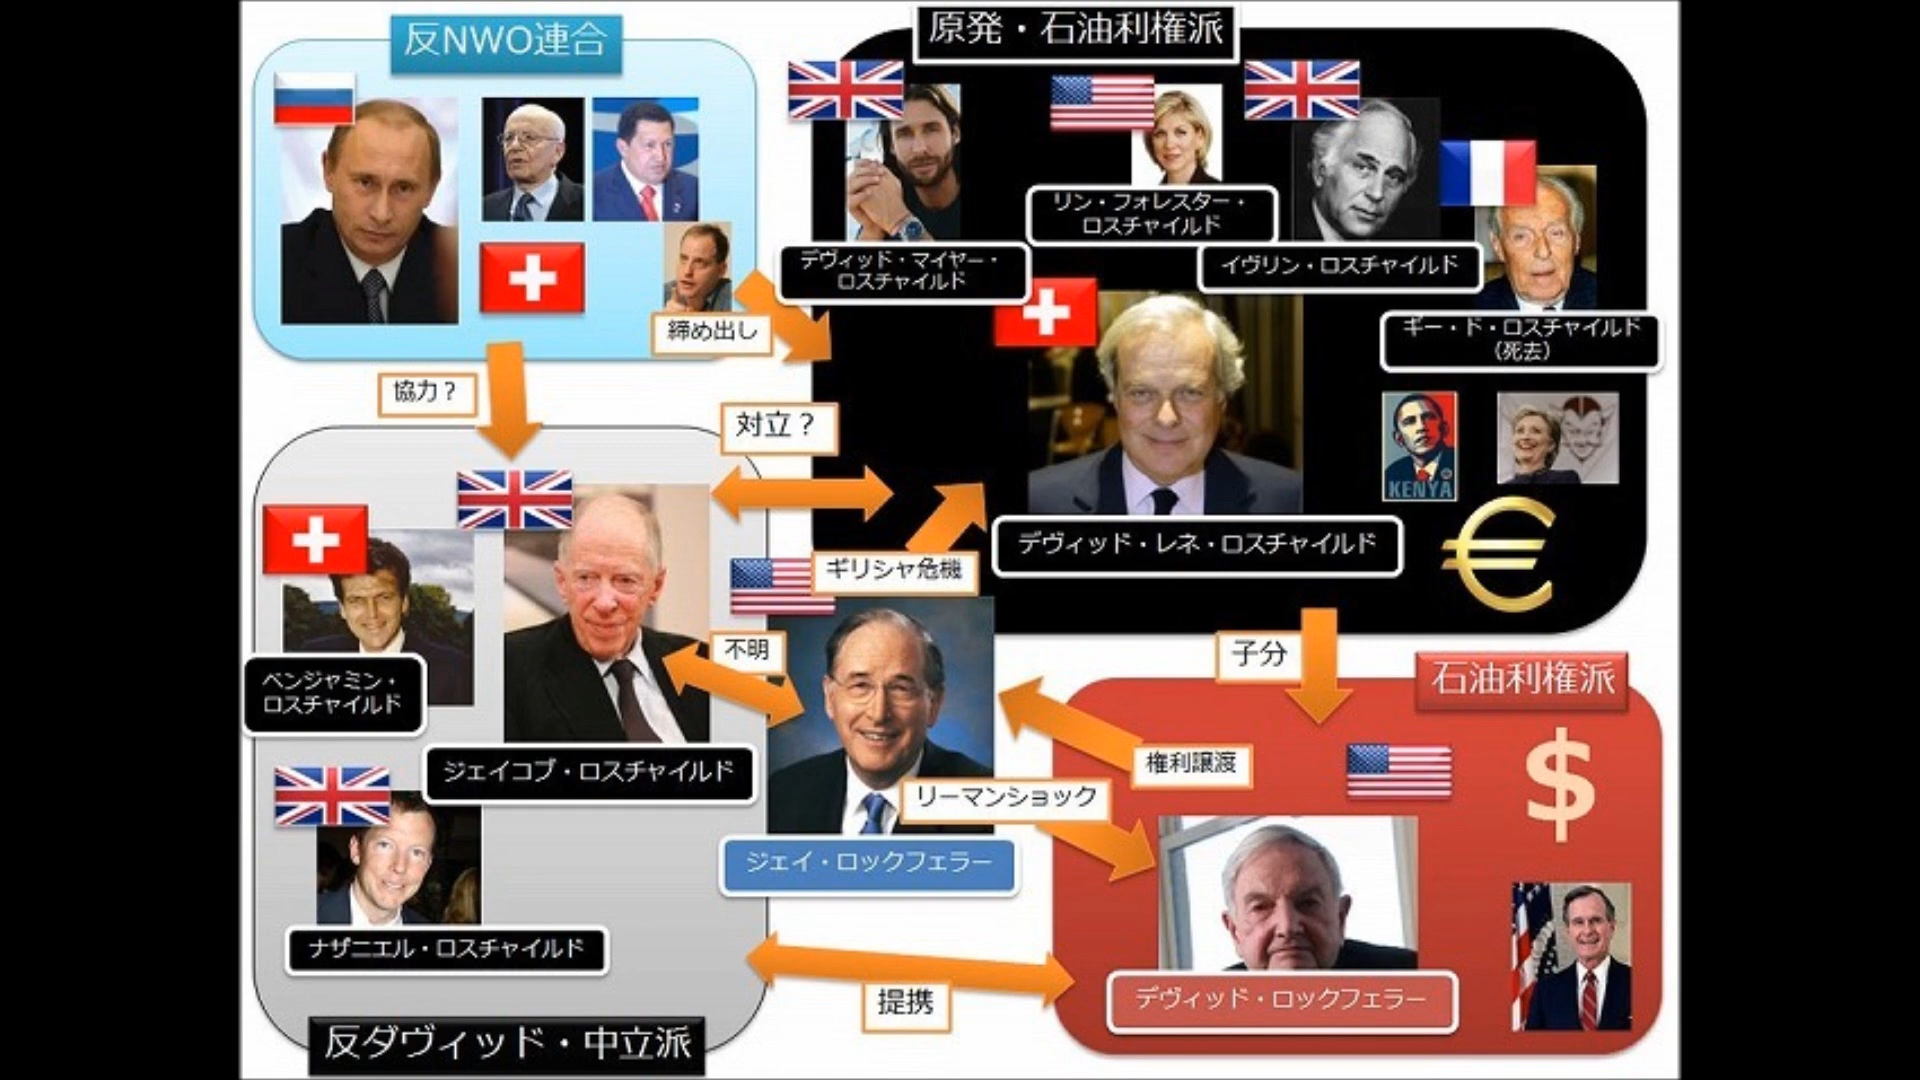 反NWO連合
原発・石油利権派
リン・フォレスター・
ロスチャイルド
デヴィッド・マイヤー・
ロスチャイルド
イヴリン・ロスチャイルド
ギー・ド・ロスチャイルド
（死去）
締め出し
協力？
対立？
KENYA
デヴィッド・レネ・ロスチャイルド
ギリシャ危機
€
不明
子分
石油利権派
ベンジャミン・
ロスチャイルド
ジェイコブ・ロスチャイルド
権利譲渡
リーマンショック
$
ジェイ・ロックフェラー
ナザニエル・ロスチャイルド
提携
デヴィッド・ロックフェラー
反ダヴィッド・中立派